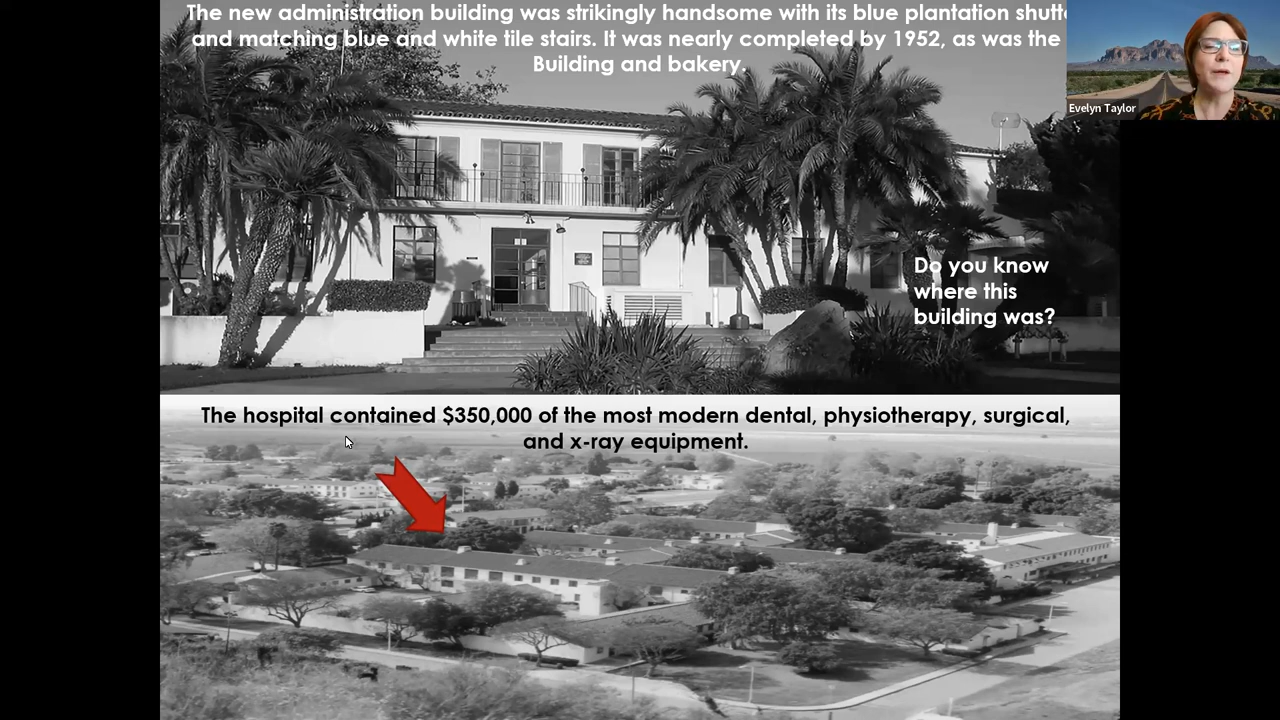 The new administration building was strikingly handsome with its blue plantation
and matching blue and white tile stairs. It was nearly completed by 1952, as was the
Building and bakery.
Evelyn Taylor
Do you know
where this
building was?
The hospital contained $350,000 of the most modern dental, physiotherapy, surgical,
and x-ray equipment.